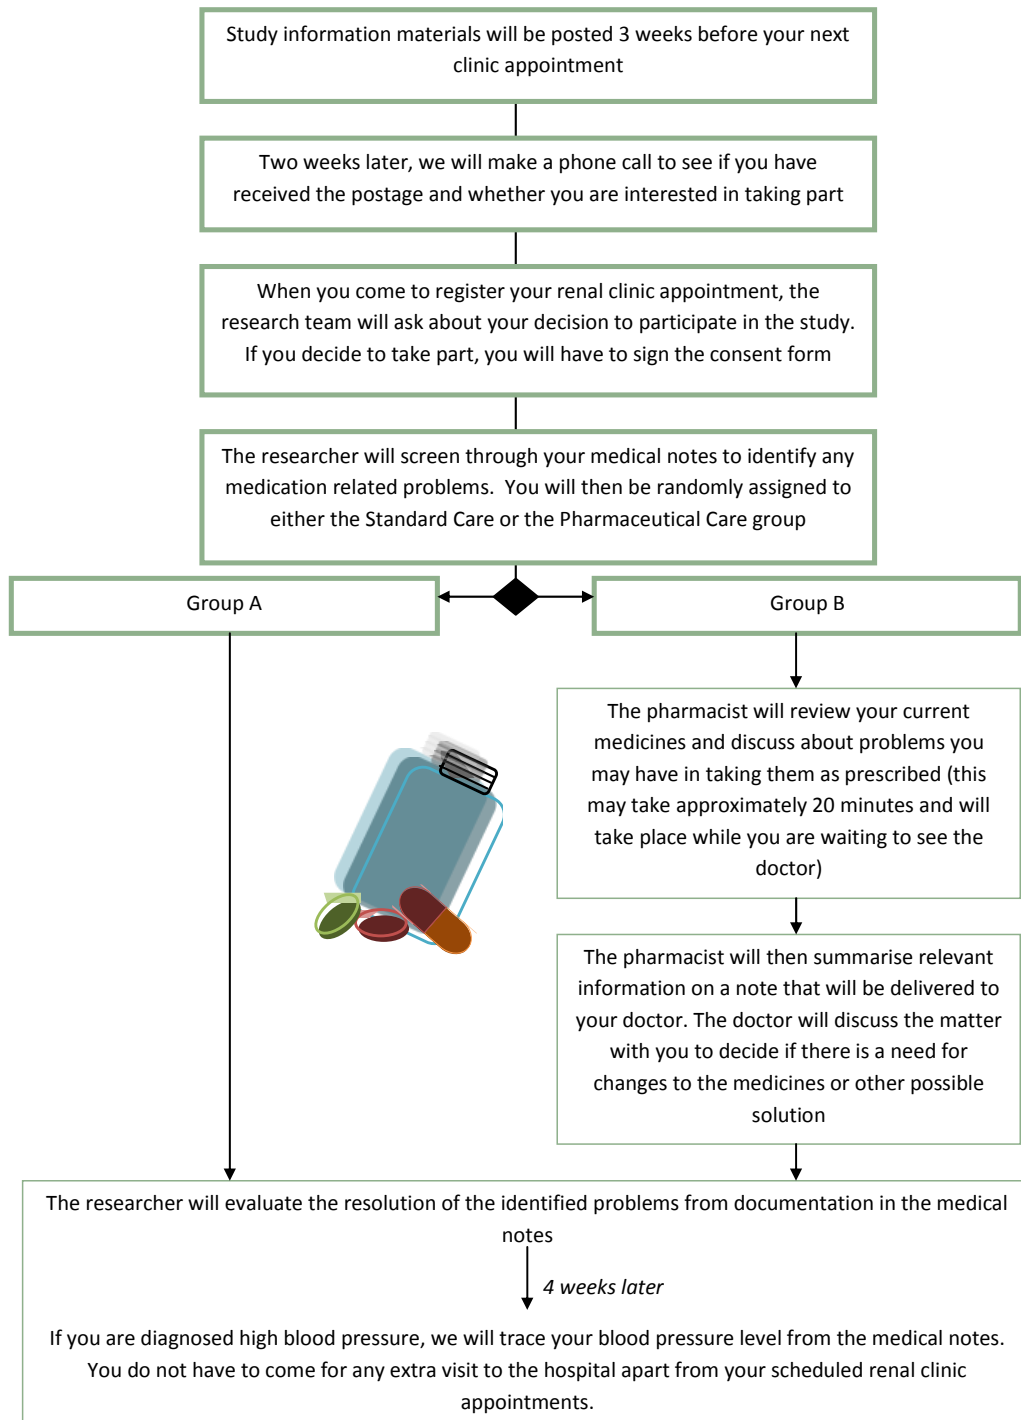 Study information materials will be posted 3 weeks before your next
clinic appointment
Two weeks later, we will make a phone call to see if you have
received the postage and whether you are interested in taking part
When you come to register your renal clinic appointment, the
research team will ask about your decision to participate in the study.
If you decide to take part, you will have to sign the consent form
The researcher will screen through your medical notes to identify any
medication related problems.  You will then be randomly assigned to
either the Standard Care or the Pharmaceutical Care group
Group A
Group B
The pharmacist will review your current
medicines and discuss about problems you
may have in taking them as prescribed (this
may take approximately 20 minutes and will
take place while you are waiting to see the
doctor)
The pharmacist will then summarise relevant
information on a note that will be delivered to
your doctor. The doctor will discuss the matter
with you to decide if there is a need for
changes to the medicines or other possible
solution
The researcher will evaluate the resolution of the identified problems from documentation in the medical
notes
4 weeks later
If you are diagnosed high blood pressure, we will trace your blood pressure level from the medical notes.
You do not have to come for any extra visit to the hospital apart from your scheduled renal clinic
appointments.